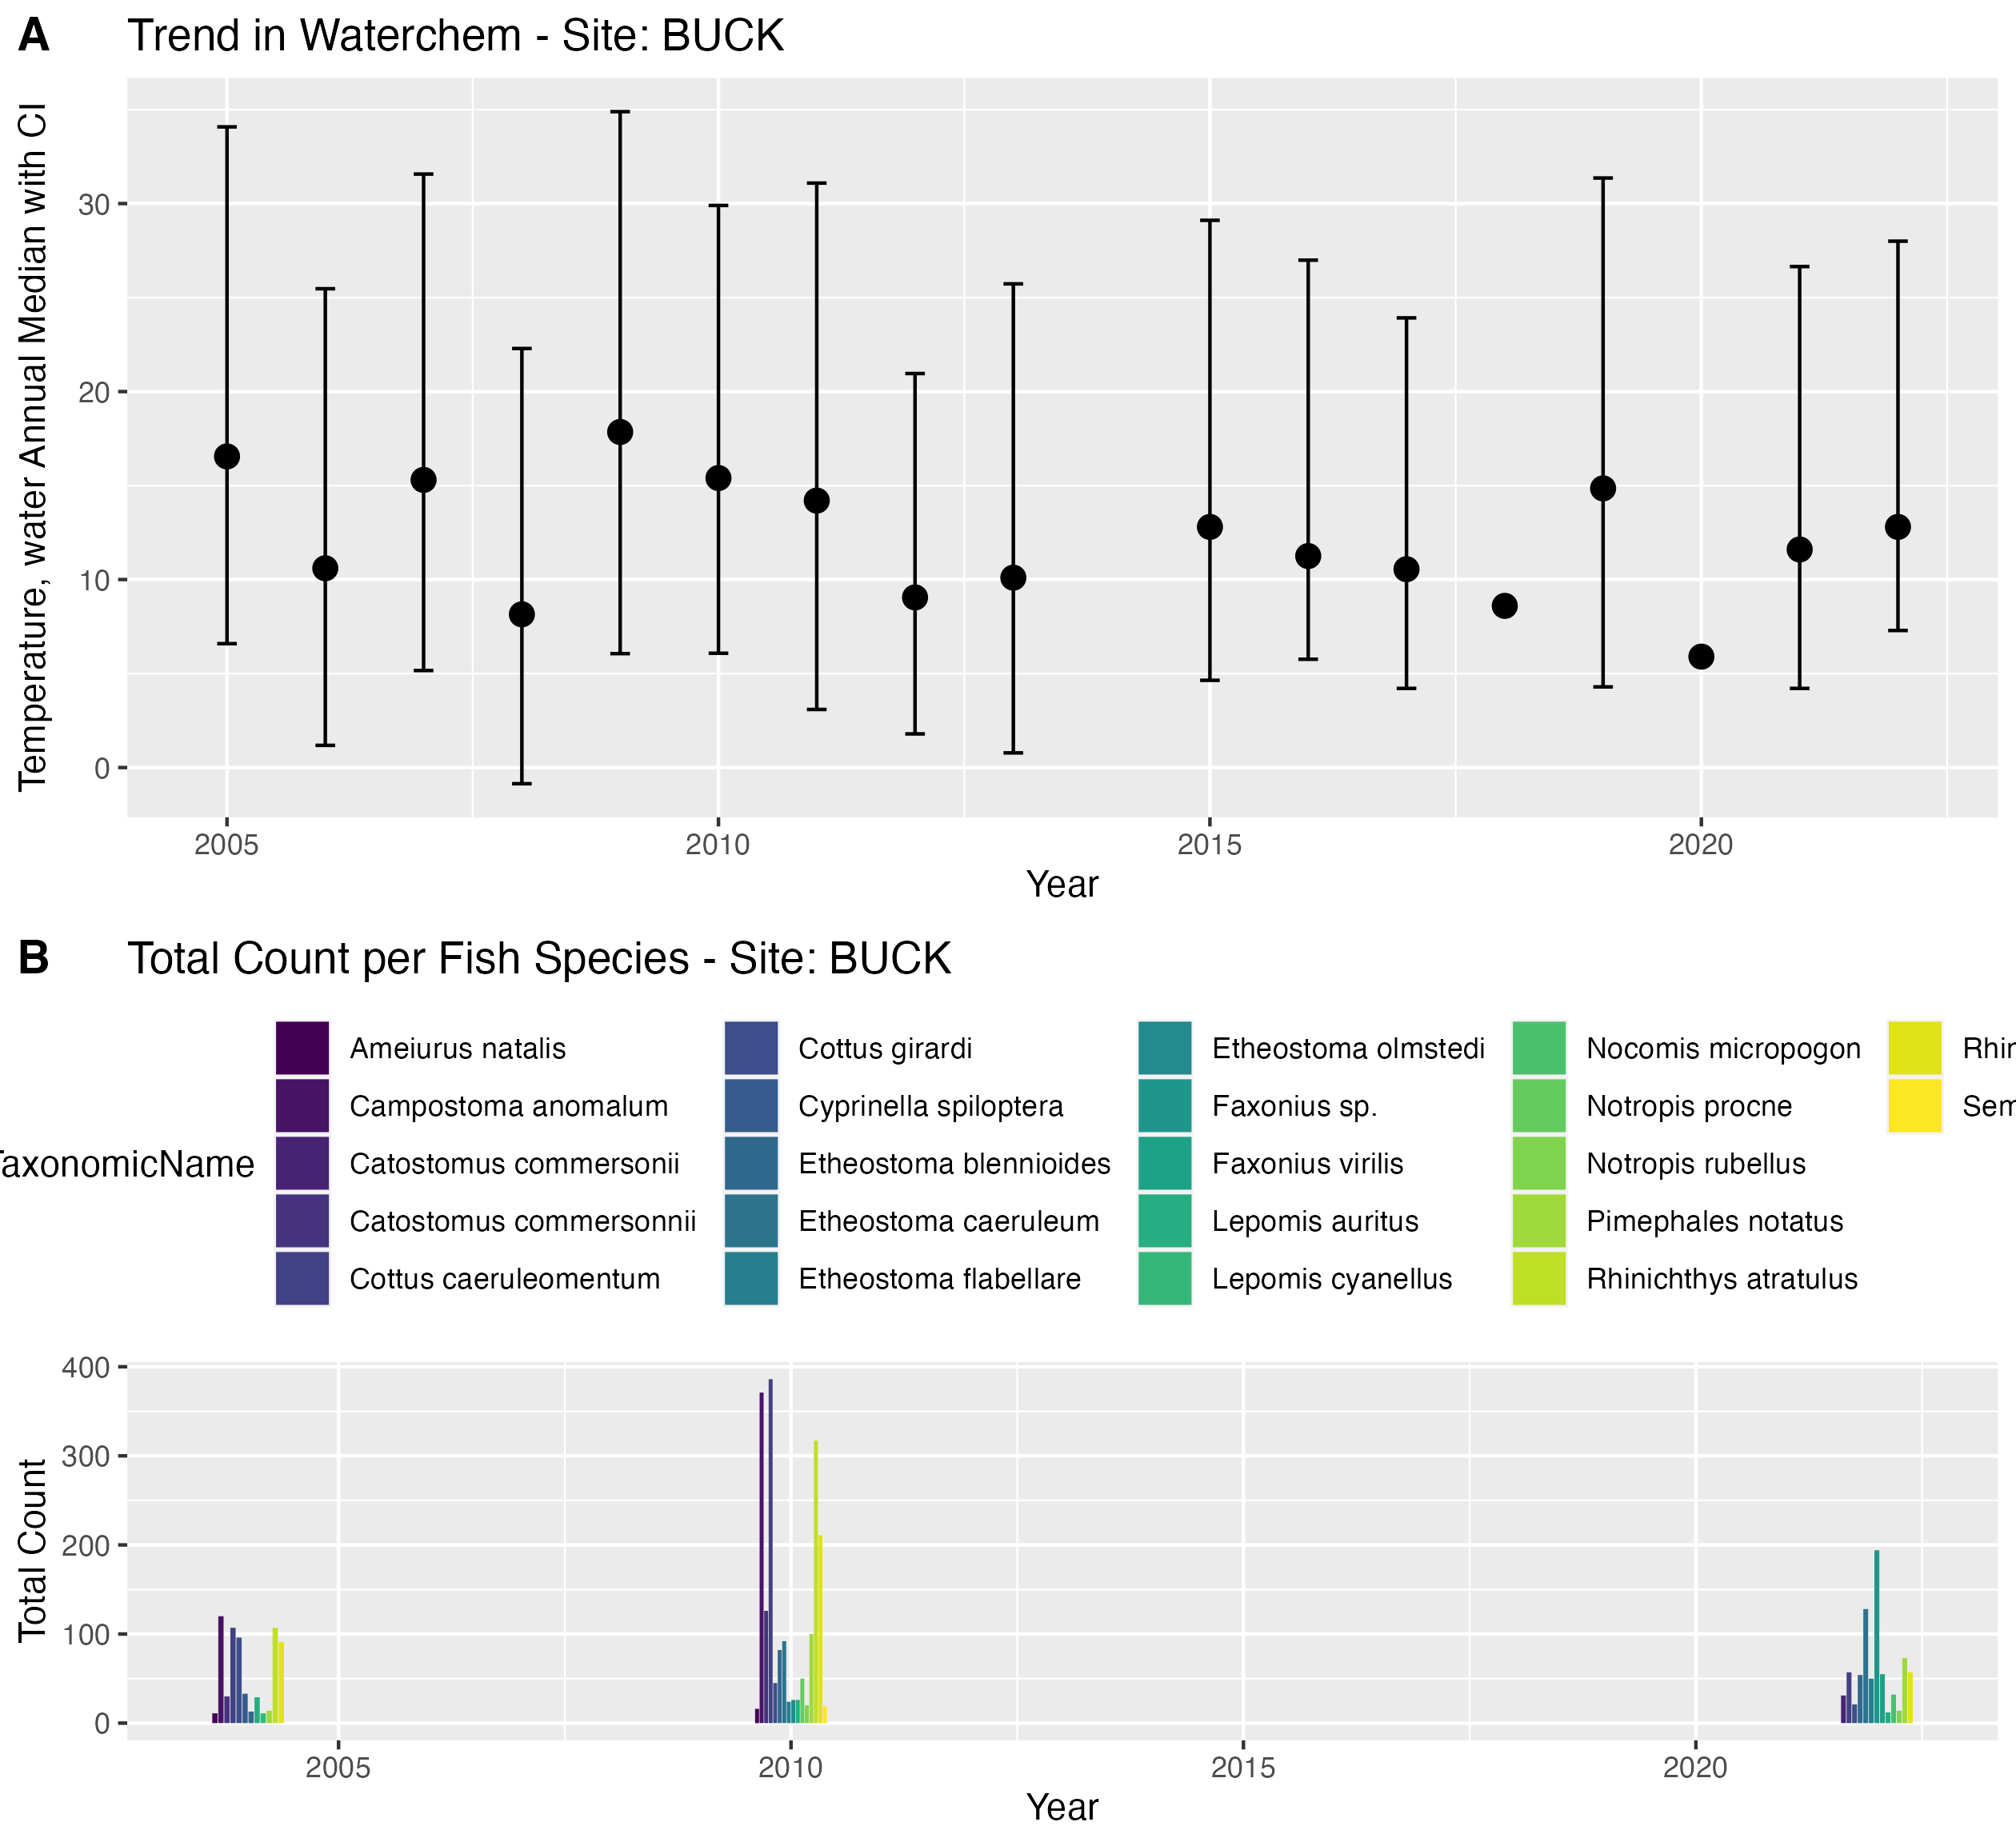 A Trend in Waterchem - Site: BUCK
Temperature, water Annual Median with CI
30
20
10
0
2005 2010 2015 2020
Year
B Total Count per Fish Species - Site: BUCK
TaxonomicName
Ameiurus natalis
Campostoma anomalum
Catostomus commersonii
Catostomus commersonnii
Cottus caeruleomentum
Cottus girardi
Cyprinella spiloptera
Etheostoma blennioides
Etheostoma caeruleum
Etheostoma flabellare
Etheostoma olmstedi
Faxonius sp.
Faxonius virilis
Lepomis auritus
Lepomis cyanellus
Nocomis micropogon
Notropis procne
Notropis rubellus
Pimephales notatus
Rhinichthys atratulus
Rhin
Sem
Total Count
400
300
200
100
0
2005 2010 2015 2020
Year